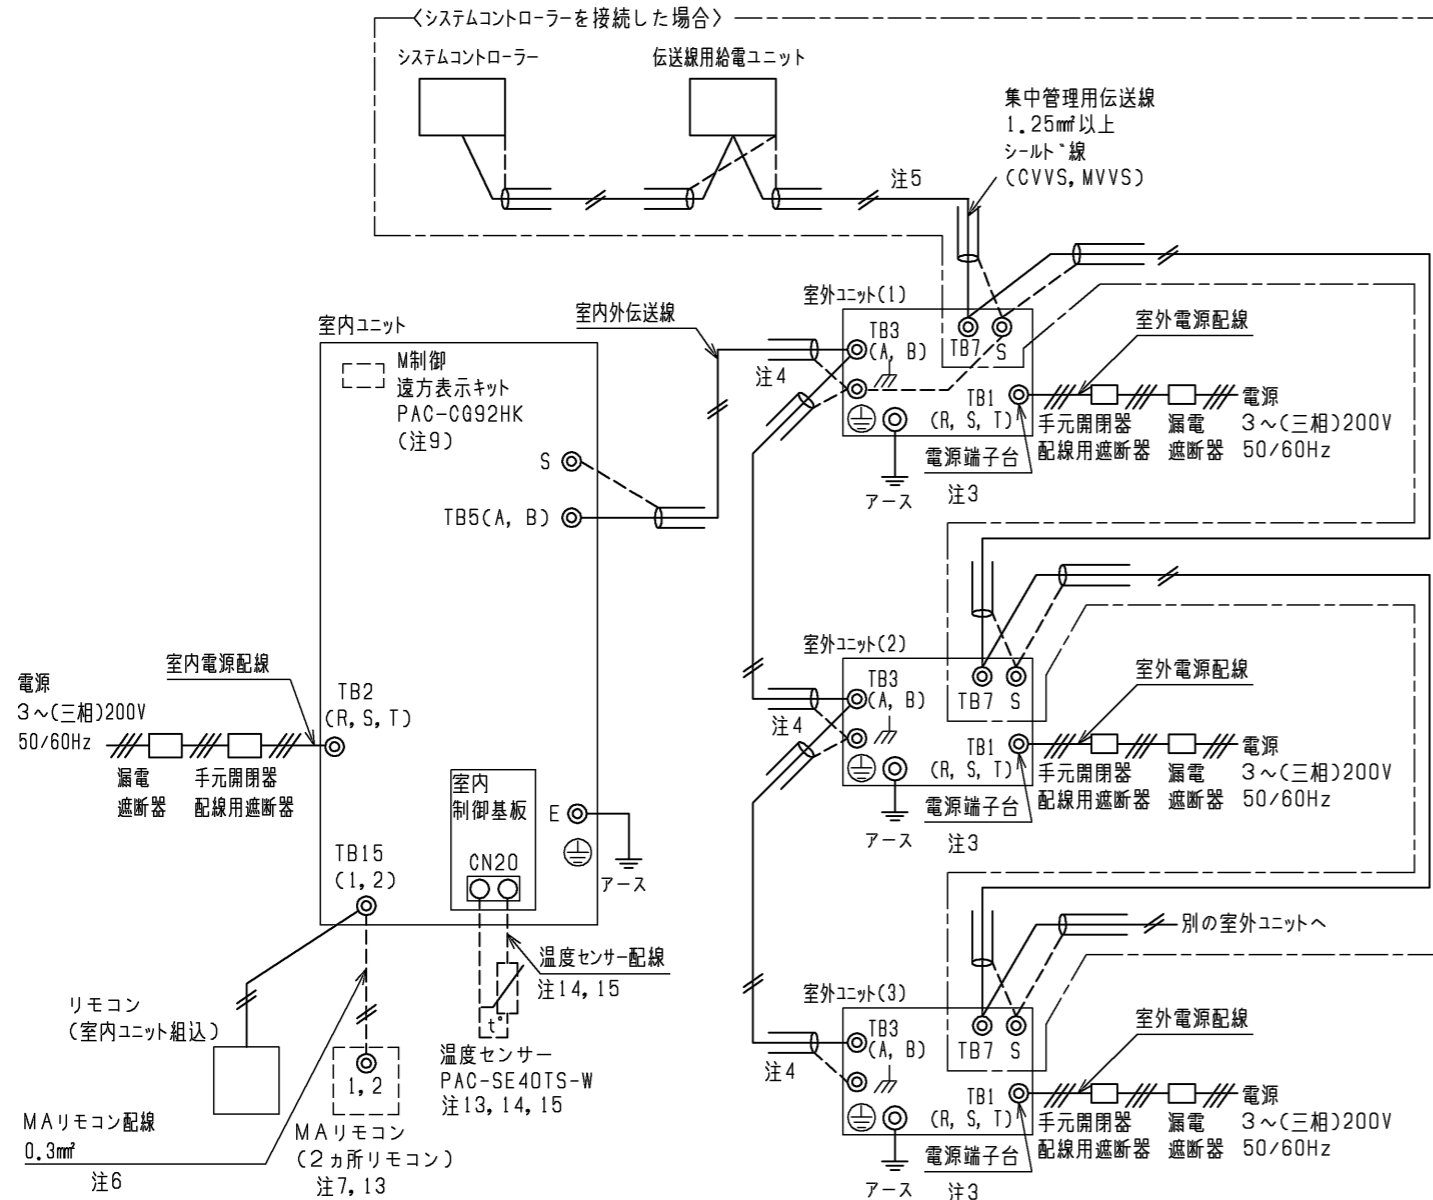 〈システムコントローラーを接続した場合〉
システムコントローラー
伝送線用給電ユニット
集中管理用伝送線
1.25㎟以上
シールド線
(CVVS,MVVS)
注5
室外ユニット(1)
室内外伝送線
室外電源配線
室内ユニット
M制御
遠方表示キット
PAC-CG92HK
(注9)
TB3
(A, B)
TB7 S
注4
TB1
(R, S, T)
電源
3～(三相)200V
50/60Hz
手元開閉器
配線用遮断器
漏電
遮断器
電源端子台
注3
アース
S
TB5(A, B)
室外ユニット(2)
室外電源配線
TB3
(A, B)
TB7 S
注4
TB1
(R, S, T)
電源
3～(三相)200V
50/60Hz
手元開閉器
配線用遮断器
漏電
遮断器
電源端子台
注3
アース
室内電源配線
電源
3～(三相)200V
50/60Hz
漏電
遮断器
手元開閉器
配線用遮断器
TB2
(R, S, T)
室内
制御基板
CN20
E
アース
TB15
(1, 2)
温度センサー配線
注14, 15
別の室外ユニットへ
室外ユニット(3)
室外電源配線
TB3
(A, B)
TB7 S
注4
TB1
(R, S, T)
電源
3～(三相)200V
50/60Hz
手元開閉器
配線用遮断器
漏電
遮断器
電源端子台
注3
アース
リモコン
(室内ユニット組込)
t°
温度センサー
PAC-SE40TS-W
注13, 14, 15
1, 2
MAリモコン
(2ヵ所リモコン)
注7, 13
MAリモコン配線
0.3㎟
注6